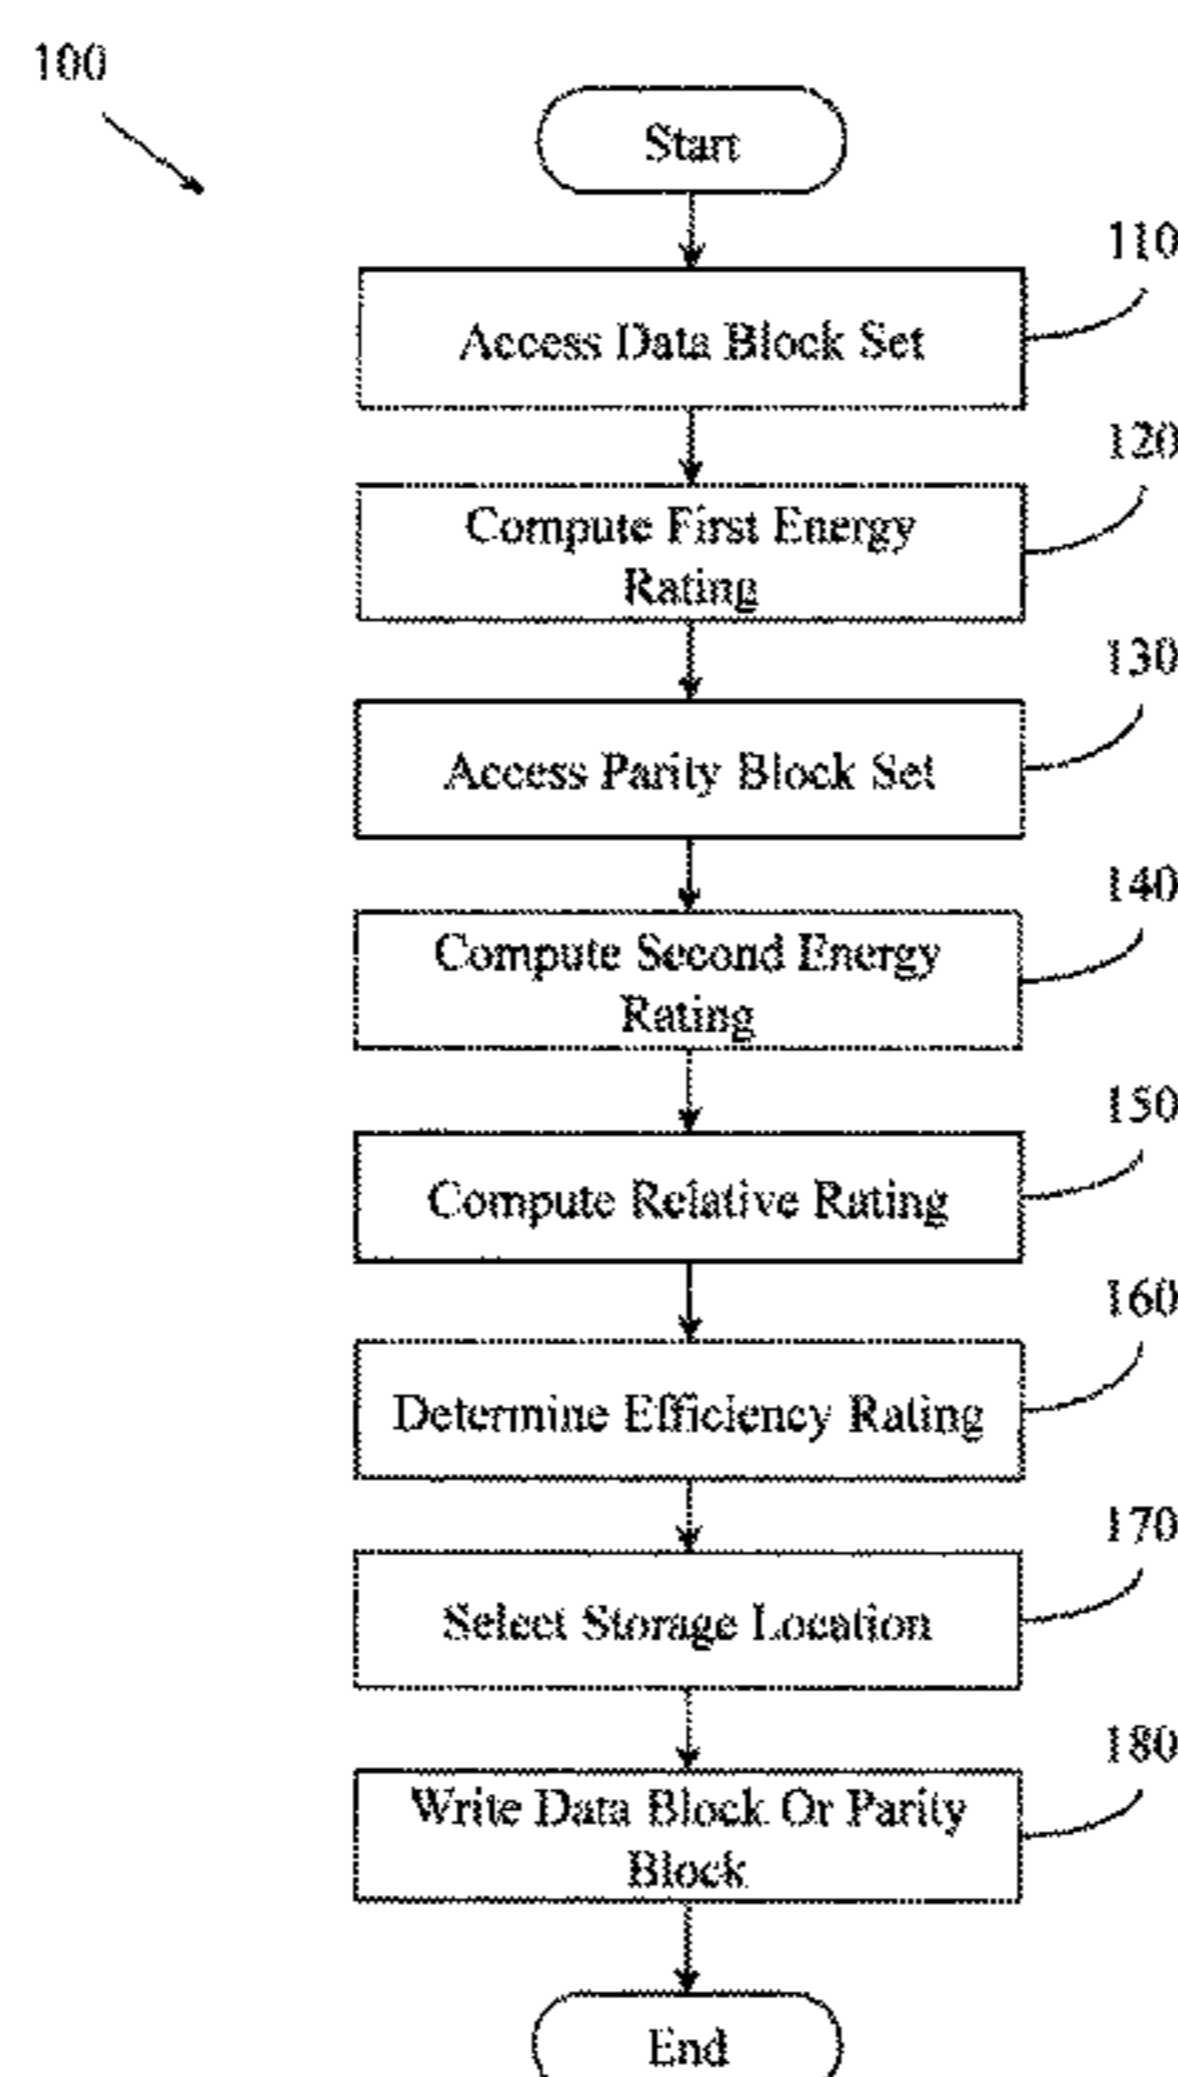 100
Start
110
Access Data Block Set
120
Compute First Energy
Rating
130
Access Parity Block Set
140
Compute Second Energy
Rating
150
Compute Relative Rating
160
Determine Efficiency Rating
170
Select Storage Location
180
Write Data Block Or Parity
Block
End